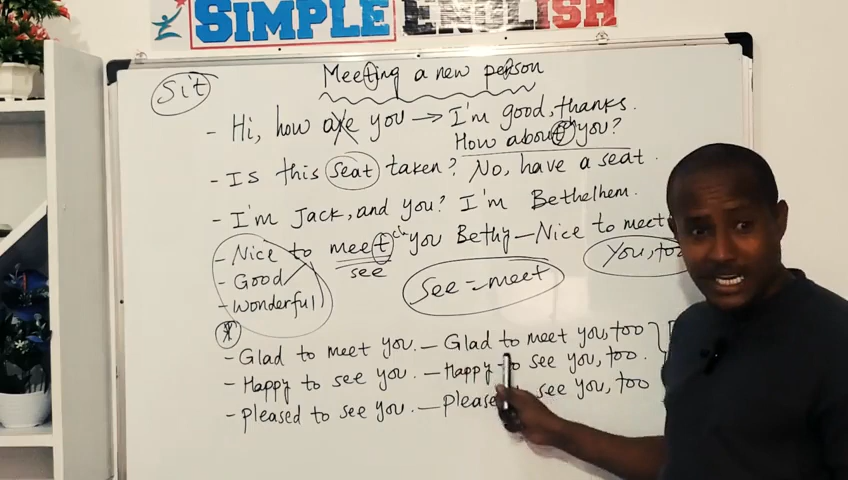 SIMPLE ENGLISH
Sit
Meeting a new person
- Hi, how are you → I'm good, thanks.
How about you?
ch
- Is this seat taken? No, have a seat.
- I'm Jack, and you? I'm Bethelhem.
- Nice to meet you Bethy - Nice to meet
ch
you, too
see
- Good
- Wonderful
See = meet
- Glad to meet you. - Glad to meet you, too
- Happy to see you. - Happy to see you, too.
- pleased to see you. - please to see you, too